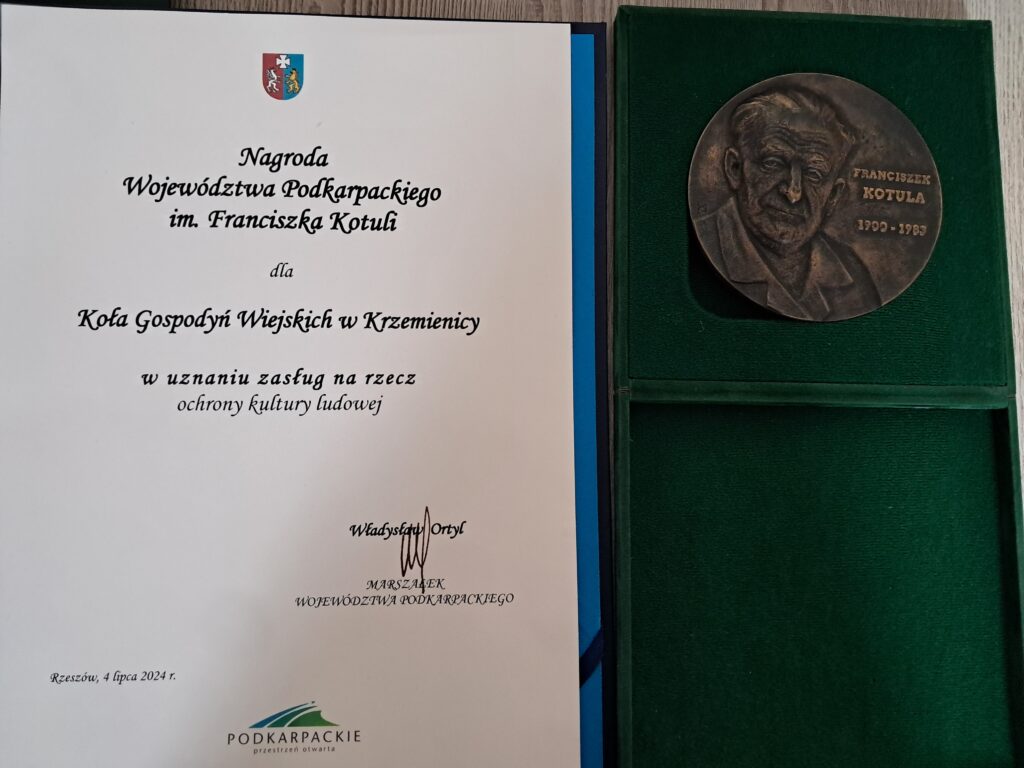 Nagroda
Województwa Podkarpackiego
im. Franciszka Kotuli
dla
Koła Gospodyń Wiejskich w Krzemienicy
w uznaniu zasług na rzecz
ochrony kultury ludowej
Władysław Ortyl
MARSZAŁEK
WOJEWÓDZTWA PODKARPACKIEGO
Rzeszów, 4 lipca 2024 r.
PODKARPACKIE
przestrzeń otwarta
FRANCISZEK
KOTULA
1900 - 1983